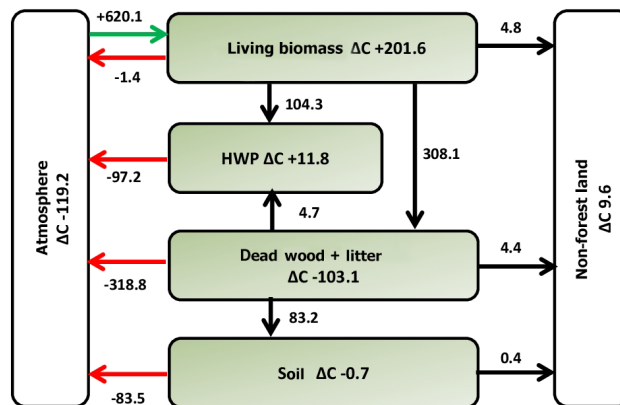 +620.1
Living biomass ΔC +201.6
4.8
-1.4
104.3
308.1
HWP ΔC +11.8
-97.2
4.7
Atmosphere
ΔC -119.2
Non-forest land
ΔC 9.6
Dead wood + litter
ΔC -103.1
4.4
-318.8
83.2
Soil ΔC -0.7
0.4
-83.5